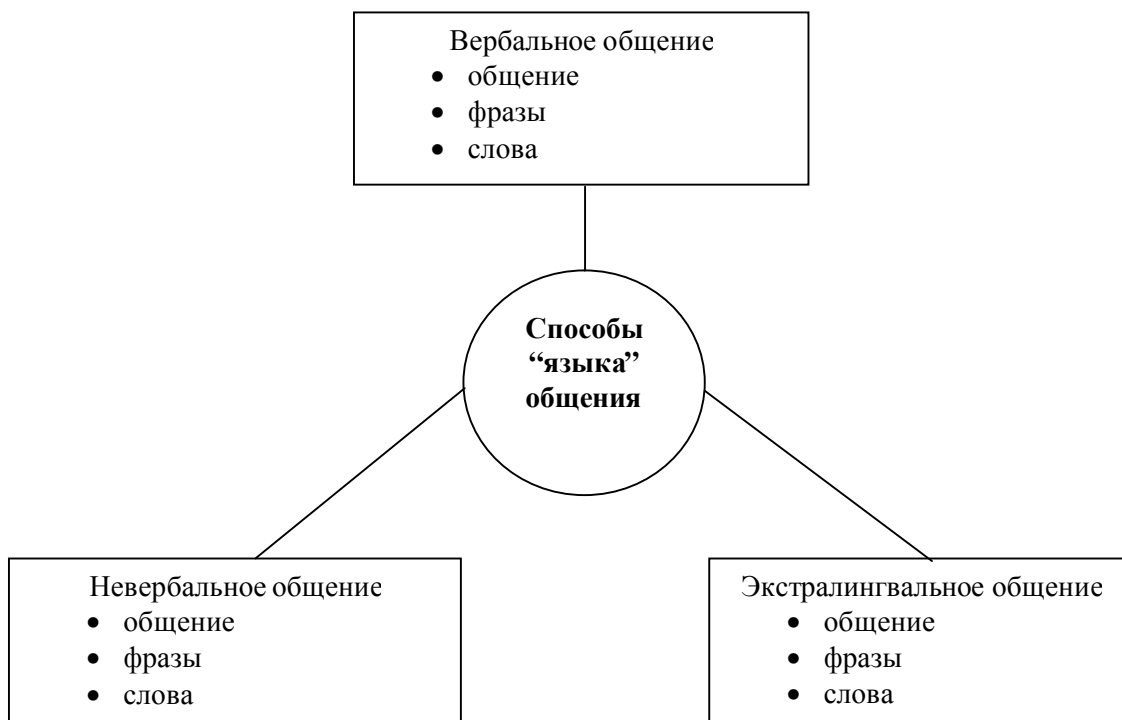 Вербальное общение
• общение
• фразы
• слова
Способы
“языка”
общения
Невербальное общение
• общение
• фразы
• слова
Экстралингвальное общение
• общение
• фразы
• слова